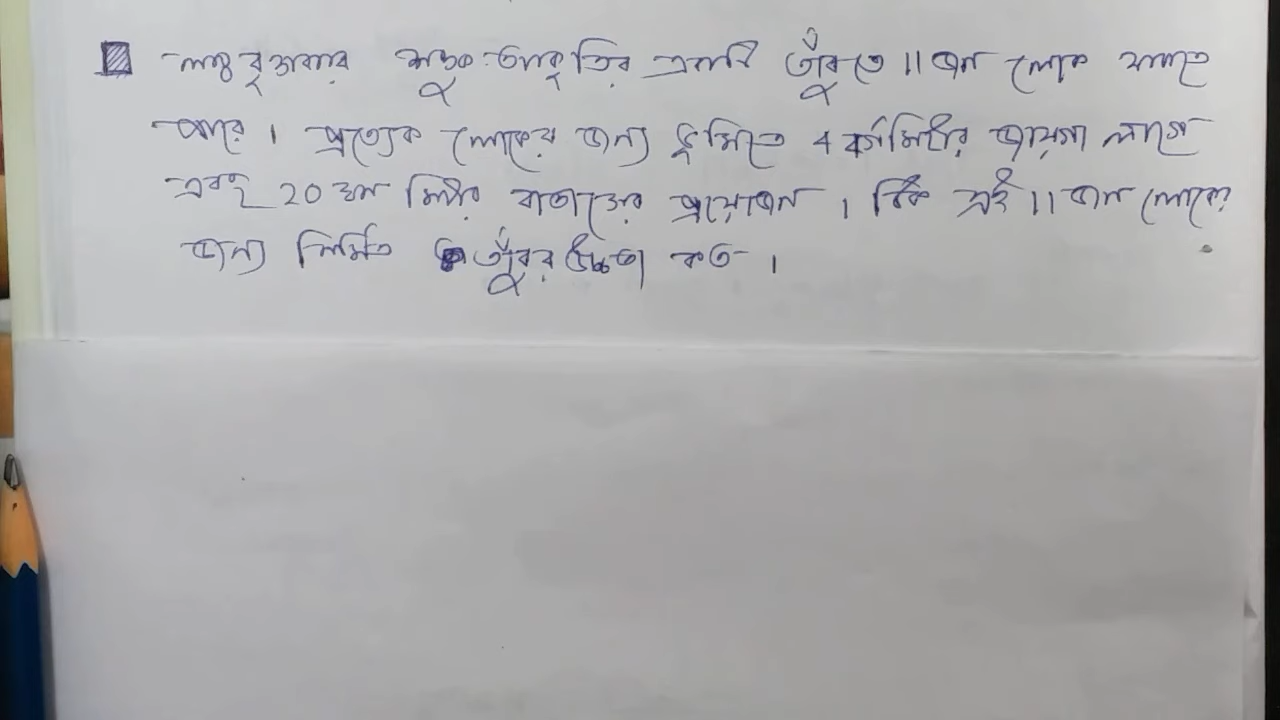 লম্ব বৃত্তাকার শঙ্কু আকৃতির একটি তাঁবুতে 11 জন লোক থাকতে
পারে । প্রত্যেক লোকের জন্য ভূমিতে 4 বর্গমিটার জায়গা লাগে
এবং 20 ঘন মিটার বাতাসের প্রয়োজন । ঠিক এই 11 জন লোকের
জন্য নির্মিত তাঁবুর উচ্চতা কত ।